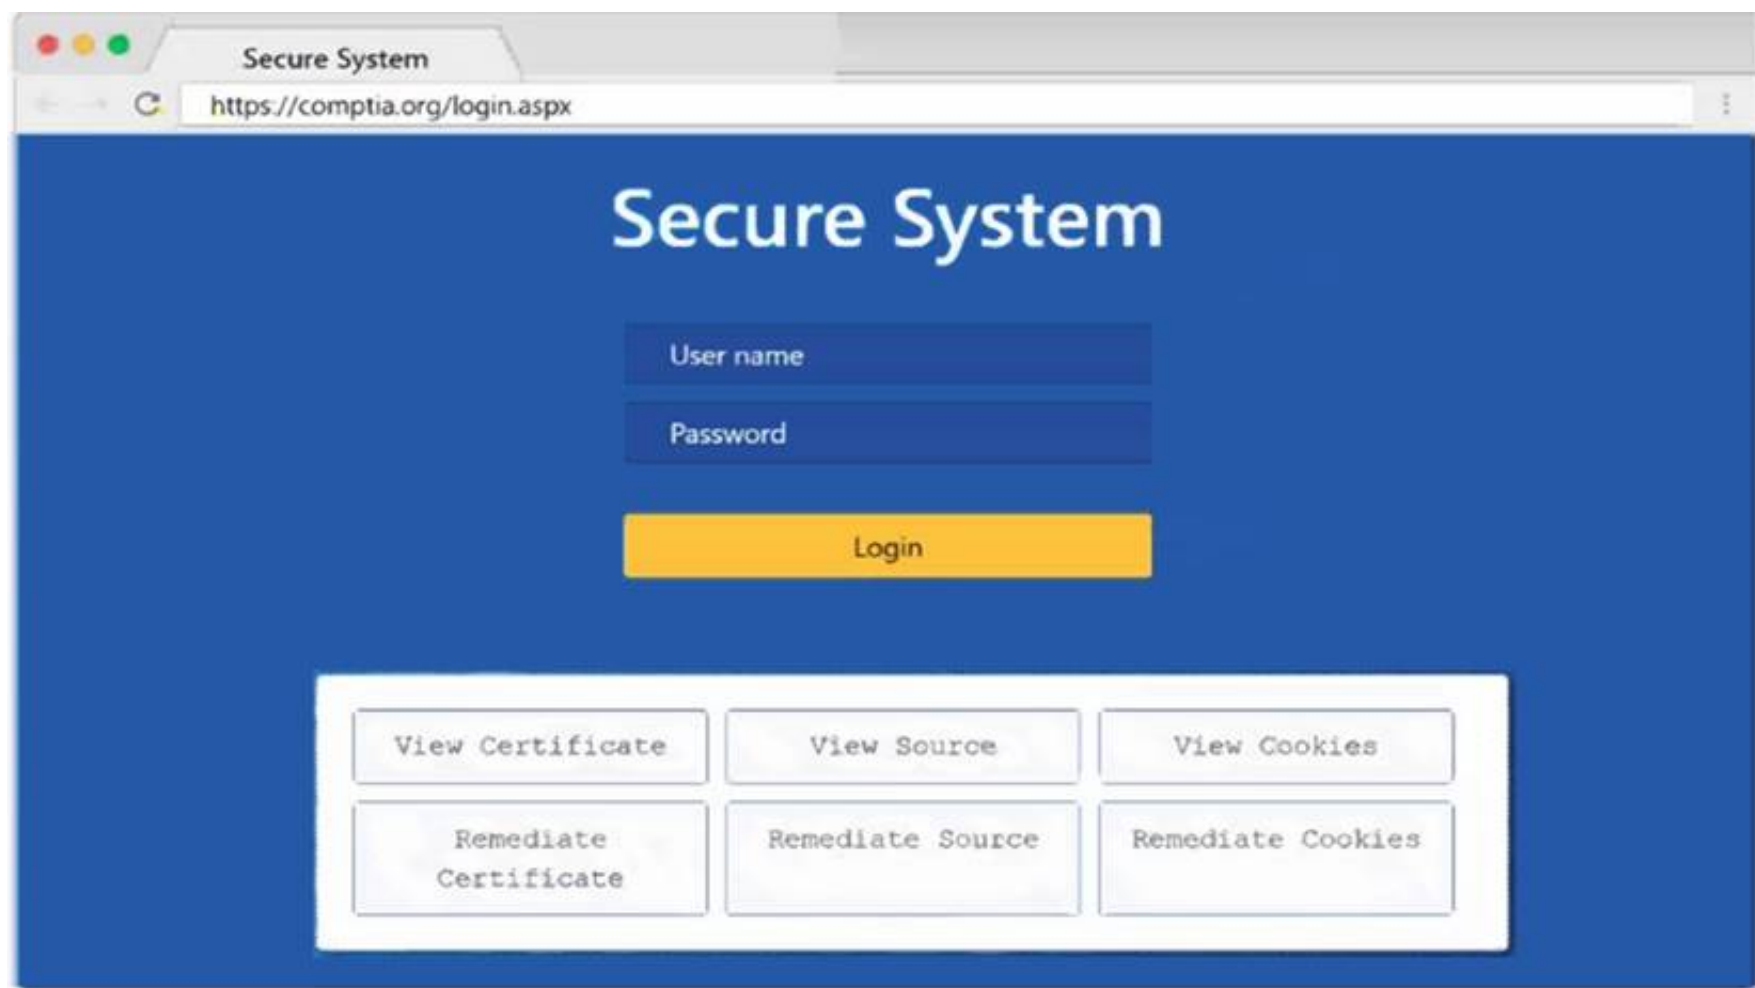 Secure System
https://comptia.org/login.aspx
Secure System
User name
Password
Login
View Certificate
View Source
View Cookies
Remediate
Certificate
Remediate Source
Remediate Cookies